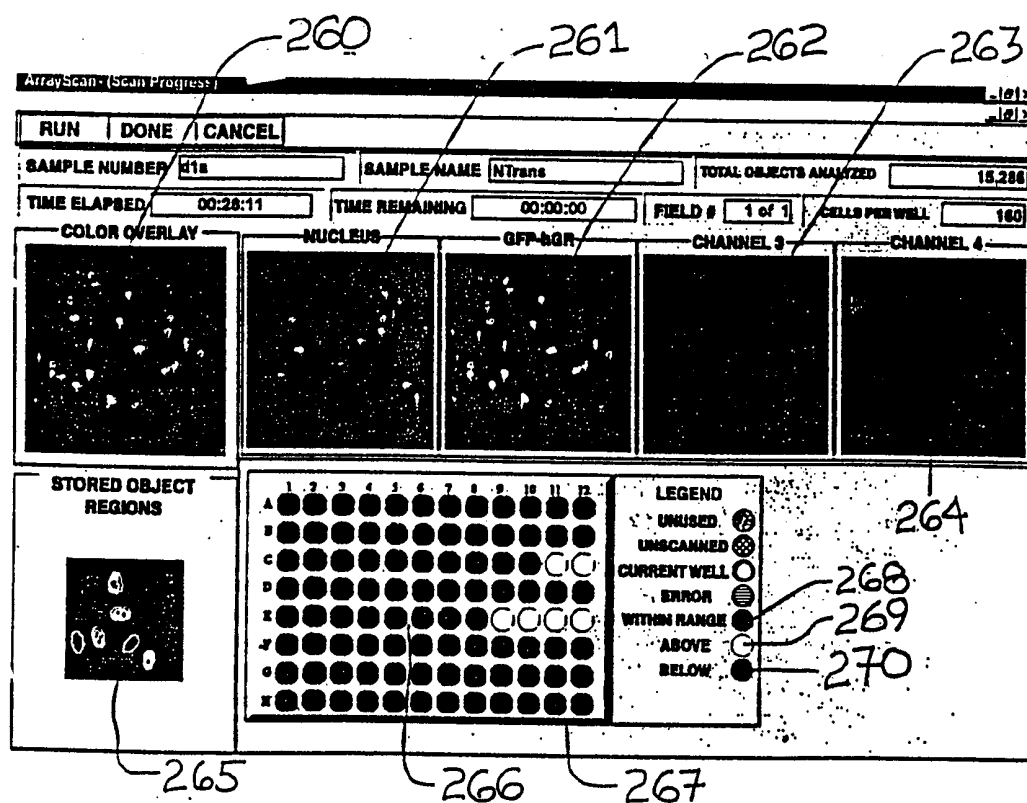 260 261 262 263
ArrayScan - (Scan Progress)
RUN DONE CANCEL
SAMPLE NUMBER d1a SAMPLE NAME NTrans TOTAL OBJECTS ANALYZED 15,286
TIME ELAPSED 00:28:11 TIME REMAINING 00:00:00 FIELD # 1 of 1 CELLS PER WELL 160
COLOR OVERLAY NUCLEUS GFP-hGR CHANNEL 3 CHANNEL 4
STORED OBJECT
REGIONS
1 2 3 4 5 6 7 8 9 10 11 12
A
B
C
D
E
F
G
H
LEGEND
UNUSED
UNSCANNED
CURRENT WELL
ERROR
WITHIN RANGE
ABOVE
BELOW
264
268
269
270
265 266 267